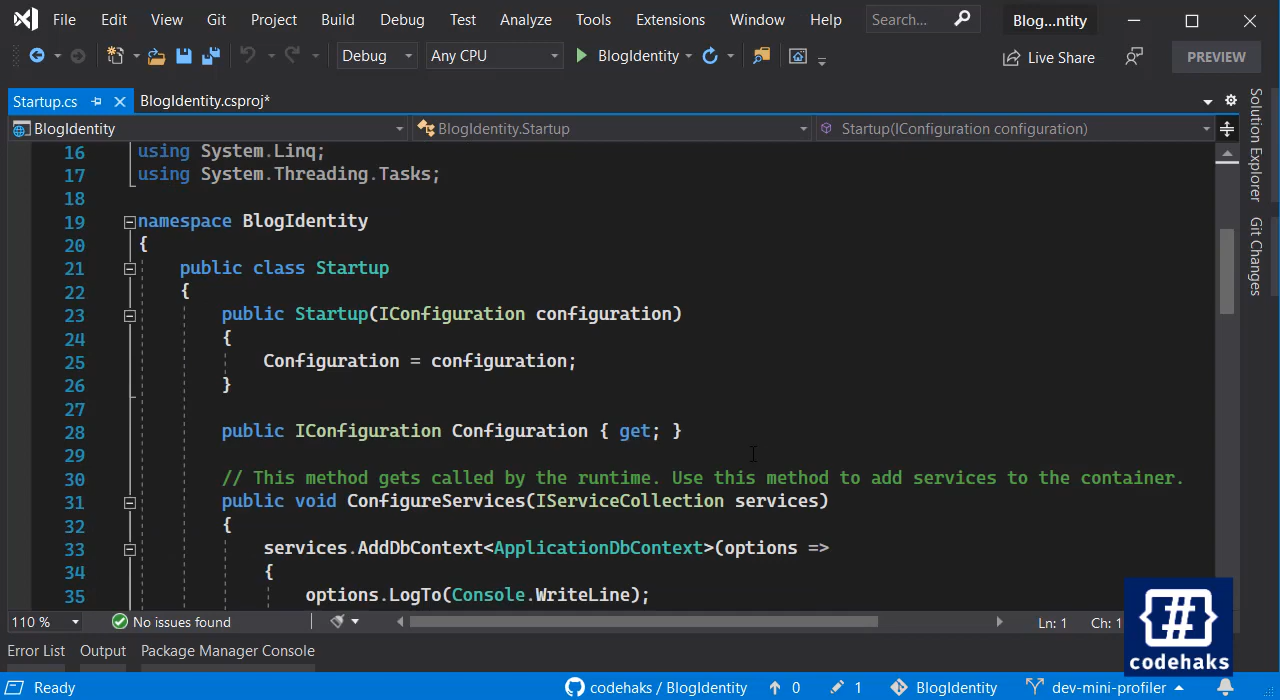 File Edit View Git Project Build Debug Test Analyze Tools Extensions Window Help Search... Blog...ntity
Debug Any CPU BlogIdentity Live Share PREVIEW
Startup.cs BlogIdentity.csproj*
BlogIdentity BlogIdentity.Startup Startup(IConfiguration configuration)
16 using System.Linq;
17 using System.Threading.Tasks;
18
19 namespace BlogIdentity
20 {
21 public class Startup
22 {
23 public Startup(IConfiguration configuration)
24 {
25 Configuration = configuration;
26 }
27
28 public IConfiguration Configuration { get; }
29
30 // This method gets called by the runtime. Use this method to add services to the container.
31 public void ConfigureServices(IServiceCollection services)
32 {
33 services.AddDbContext<ApplicationDbContext>(options =>
34 {
35 options.LogTo(Console.WriteLine);
Solution Explorer
Git Changes
110 % No issues found Ln: 1 Ch: 1
{#}
codehaks
Error List Output Package Manager Console
Ready codehaks / BlogIdentity 0 1 BlogIdentity dev-mini-profiler